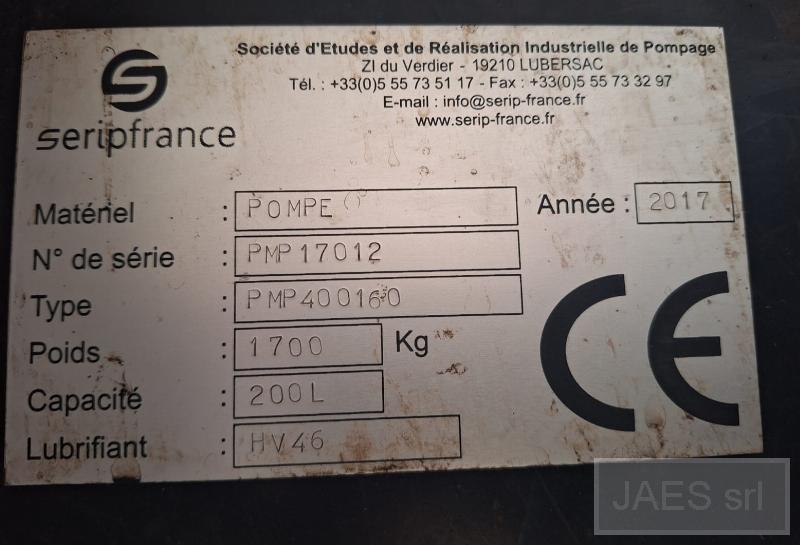 Société d'Etudes et de Réalisation Industrielle de Pompage
ZI du Verdier - 19210 LUBERSAC
Tél. : +33(0)5 55 73 51 17 - Fax : +33(0)5 55 73 32 97
E-mail : info@serip-france.fr
www.serip-france.fr
seripfrance
Matériel : POMPE Année : 2017
N° de série : PMP17012
Type : PMP400160
Poids : 1700 Kg
Capacité : 200L
Lubrifiant : HV46
CE
JAES srl